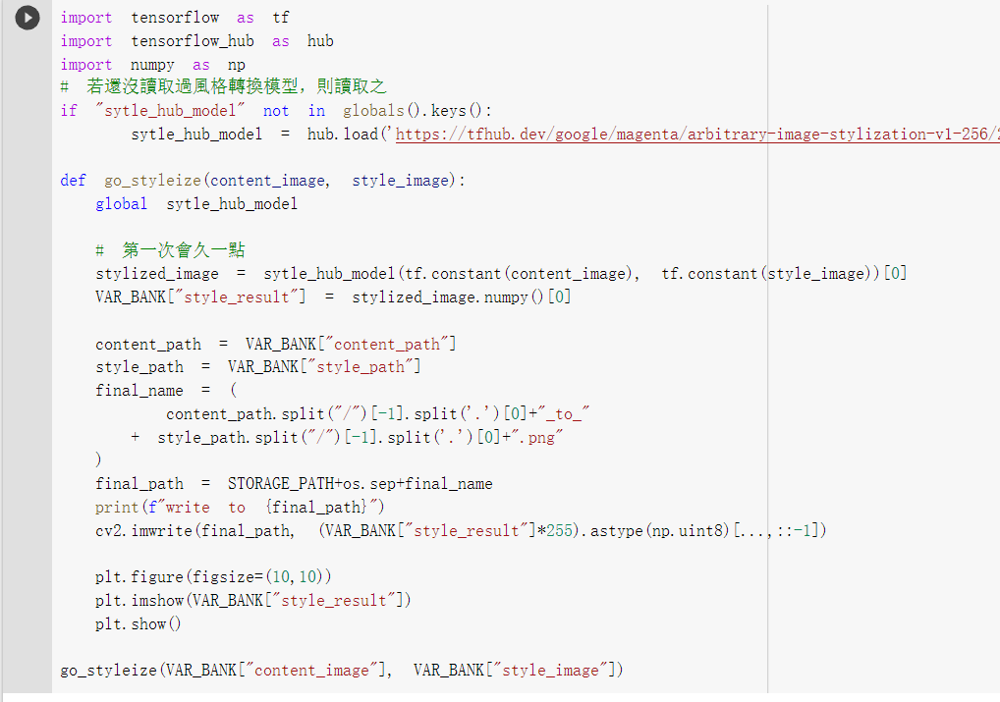 import tensorflow as tf
import tensorflow_hub as hub
import numpy as np
# 若還沒讀取過風格轉換模型，則讀取之
if "sytle_hub_model" not in globals().keys():
        sytle_hub_model = hub.load('https://tfhub.dev/google/magenta/arbitrary-image-stylization-v1-256/
def go_styleize(content_image, style_image):
    global sytle_hub_model
    # 第一次會久一點
    stylized_image = sytle_hub_model(tf.constant(content_image), tf.constant(style_image))[0]
    VAR_BANK["style_result"] = stylized_image.numpy()[0]
    content_path = VAR_BANK["content_path"]
    style_path = VAR_BANK["style_path"]
    final_name = (
            content_path.split("/")[-1].split('.')[0]+"_to_"
        + style_path.split("/")[-1].split('.')[0]+".png"
    )
    final_path = STORAGE_PATH+os.sep+final_name
    print(f"write to {final_path}")
    cv2.imwrite(final_path, (VAR_BANK["style_result"]*255).astype(np.uint8)[...,::-1])
    plt.figure(figsize=(10,10))
    plt.imshow(VAR_BANK["style_result"])
    plt.show()
go_styleize(VAR_BANK["content_image"], VAR_BANK["style_image"])